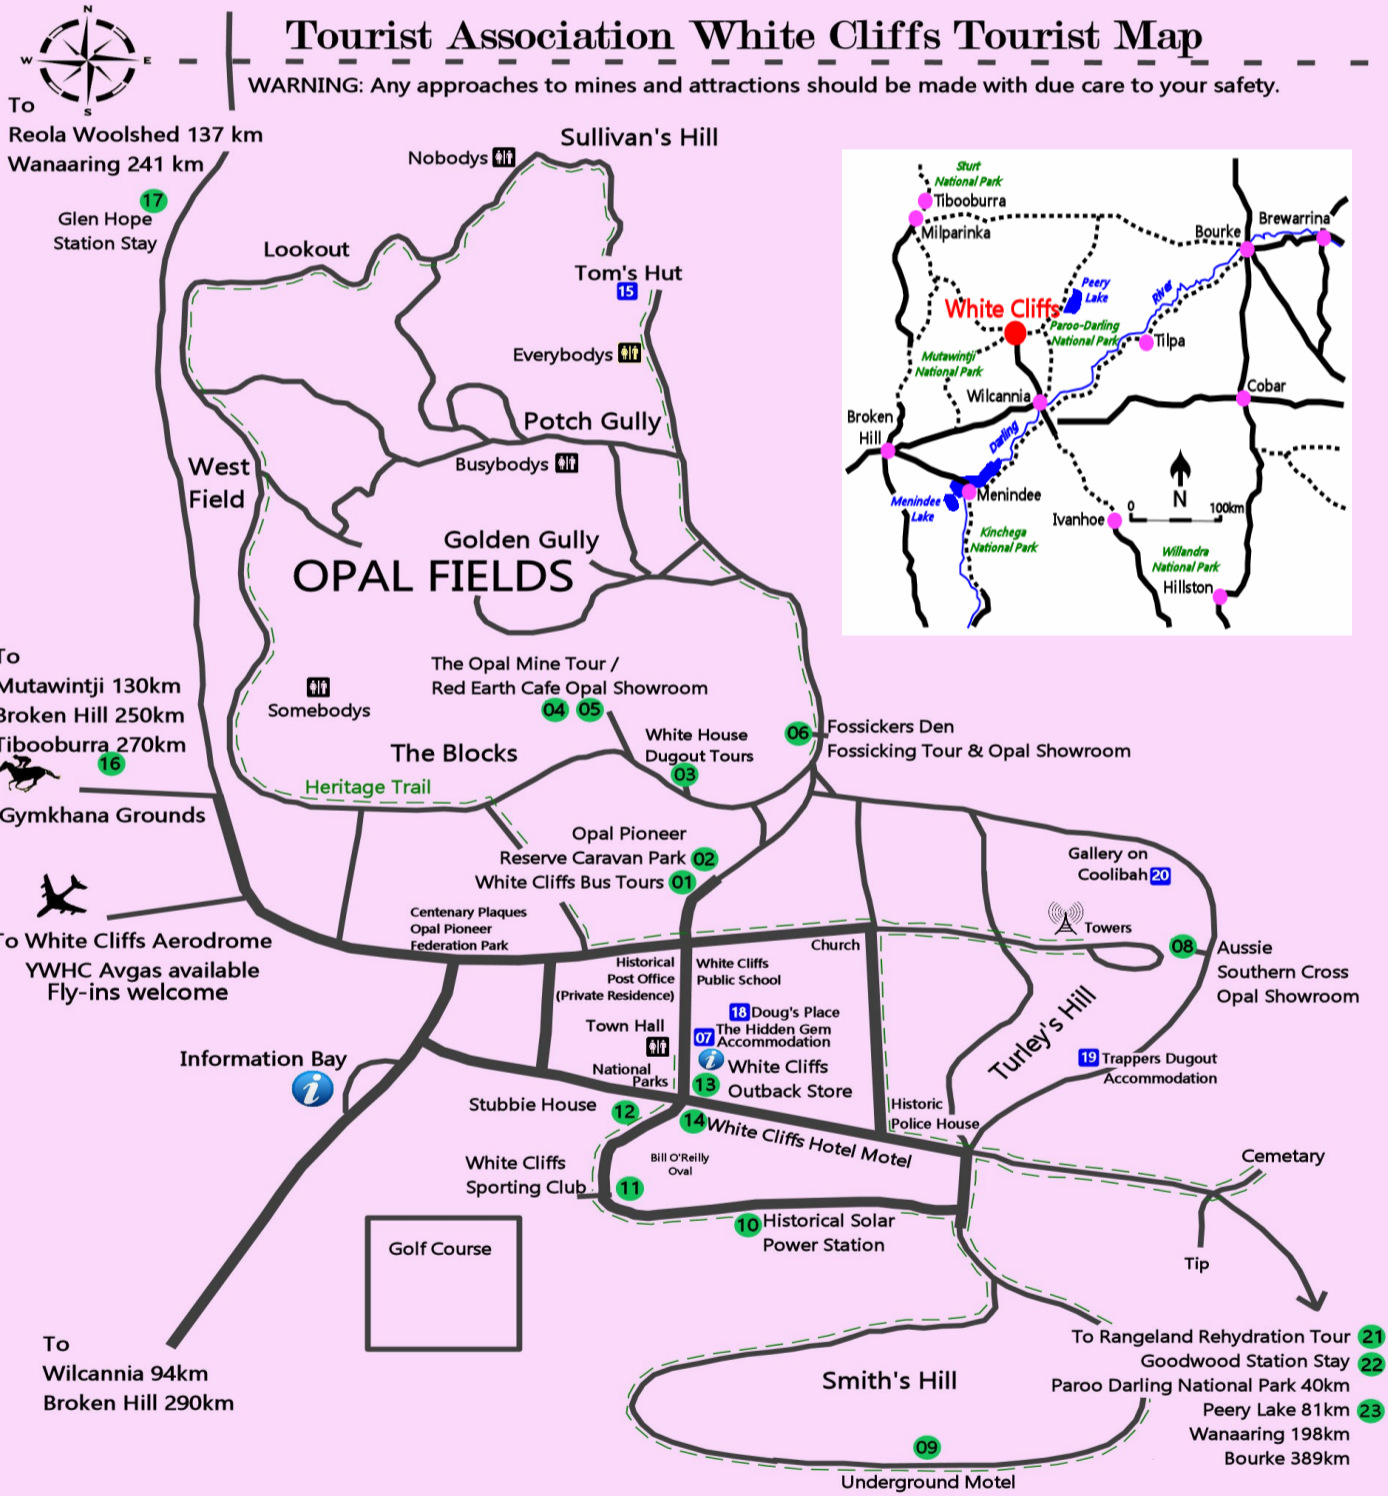 Tourist Association White Cliffs Tourist Map
WARNING: Any approaches to mines and attractions should be made with due care to your safety.
N
W
E
S
To
Reola Woolshed 137 km
Wanaaring 241 km
17
Glen Hope
Station Stay
Nobodys
Sullivan's Hill
Lookout
Tom's Hut
15
Everybodys
Potch Gully
Busybodys
West
Field
Golden Gully
OPAL FIELDS
Sturt
National Park
Tibooburra
Milparinka
Bourke
Brewarrina
Peery
Lake
River
White Cliffs
Paroo-Darling
National Park
Tilpa
Mutawintji
National Park
Wilcannia
Cobar
Broken
Hill
Darling
Menindee
Menindee
Lake
Ivanhoe
N
0
100km
Kinchega
National Park
Willandra
National Park
Hillston
To
Mutawintji 130km
Broken Hill 250km
Tibooburra 270km
16
Gymkhana Grounds
The Opal Mine Tour /
Red Earth Cafe Opal Showroom
04 05
Somebodys
The Blocks
Heritage Trail
White House
Dugout Tours
03
06
Fossickers Den
Fossicking Tour & Opal Showroom
Opal Pioneer
Reserve Caravan Park 02
White Cliffs Bus Tours 01
Gallery on
Coolibah 20
Centenary Plaques
Opal Pioneer
Federation Park
Towers
Church
To White Cliffs Aerodrome
YWHC Avgas available
Fly-ins welcome
08 Aussie
Southern Cross
Opal Showroom
Historical
Post Office
(Private Residence)
White Cliffs
Public School
18 Doug's Place
07 The Hidden Gem
Accommodation
Town Hall
Turley's Hill
Information Bay
i
i
White Cliffs
Outback Store
13
National
Parks
19 Trappers Dugout
Accommodation
Stubbie House 12
14 White Cliffs Hotel Motel
Historic
Police House
White Cliffs
Sporting Club 11
Bill O'Reilly
Oval
Cemetary
10 Historical Solar
Power Station
Golf Course
Tip
To
Wilcannia 94km
Broken Hill 290km
To Rangeland Rehydration Tour 21
Goodwood Station Stay 22
Paroo Darling National Park 40km
Peery Lake 81km 23
Wanaaring 198km
Bourke 389km
Smith's Hill
09
Underground Motel